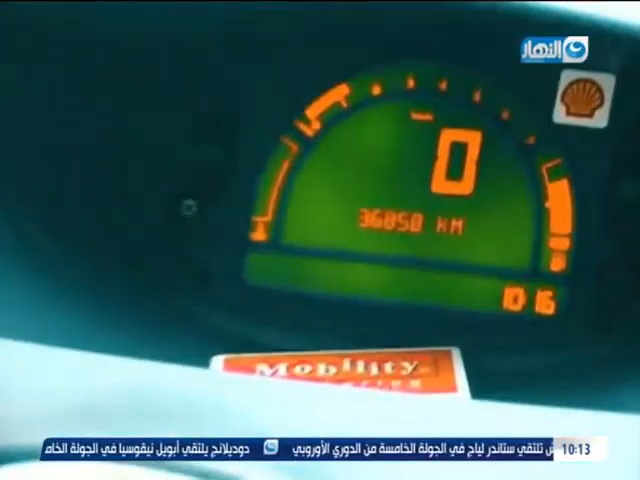 النهار
0
36850 KM
10 16
Mobility
ش تلتقي ستاندر لياج في الجولة الخامسة من الدوري الأوروبي
دوديلانج يلتقي أبويل نيقوسيا في الجولة الخام
10:13